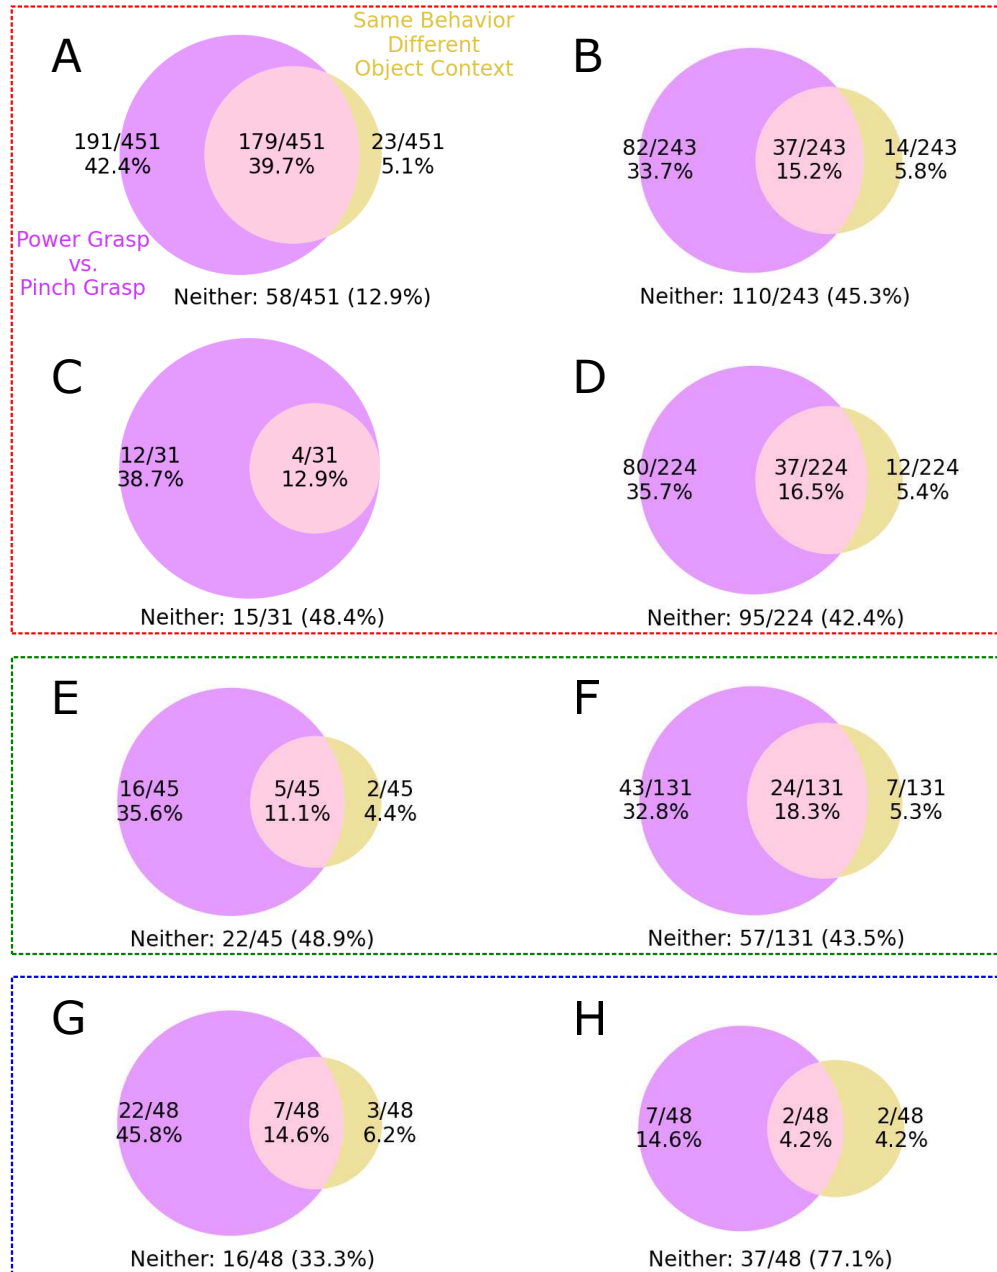 Same Behavior
Different
Object Context
A
191/451
42.4%
179/451
39.7%
23/451
5.1%
Power Grasp
vs.
Pinch Grasp
Neither: 58/451 (12.9%)
B
82/243
33.7%
37/243
15.2%
14/243
5.8%
Neither: 110/243 (45.3%)
C
12/31
38.7%
4/31
12.9%
Neither: 15/31 (48.4%)
D
80/224
35.7%
37/224
16.5%
12/224
5.4%
Neither: 95/224 (42.4%)
E
16/45
35.6%
5/45
11.1%
2/45
4.4%
Neither: 22/45 (48.9%)
F
43/131
32.8%
24/131
18.3%
7/131
5.3%
Neither: 57/131 (43.5%)
G
22/48
45.8%
7/48
14.6%
3/48
6.2%
Neither: 16/48 (33.3%)
H
7/48
14.6%
2/48
4.2%
2/48
4.2%
Neither: 37/48 (77.1%)